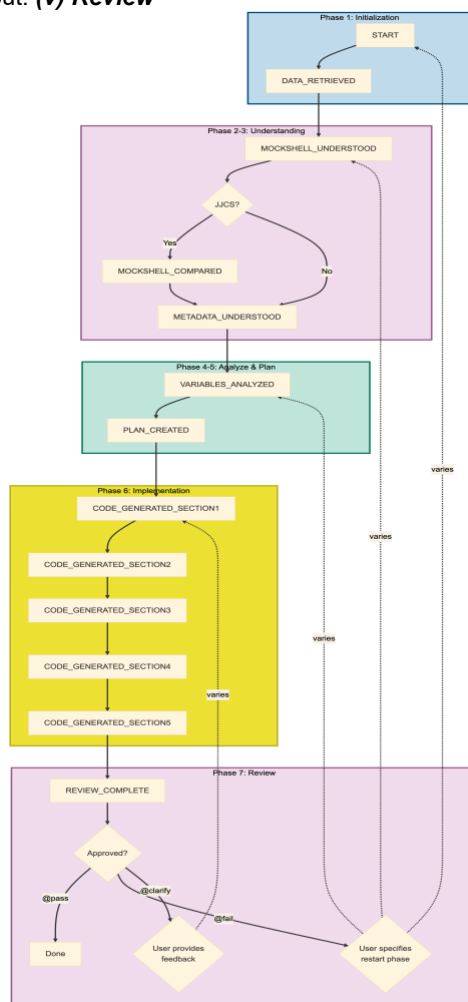 (v) Review
Phase 1: Initialization
START
DATA_RETRIEVED
Phase 2-3: Understanding
MOCKSHELL_UNDERSTOOD
JJCS?
Yes
MOCKSHELL_COMPARED
No
METADATA_UNDERSTOOD
Phase 4-5: Analyze & Plan
VARIABLES_ANALYZED
PLAN_CREATED
varies
Phase 6: Implementation
CODE_GENERATED_SECTION1
varies
CODE_GENERATED_SECTION2
CODE_GENERATED_SECTION3
varies
CODE_GENERATED_SECTION4
varies
CODE_GENERATED_SECTION5
Phase 7: Review
REVIEW_COMPLETE
Approved?
@pass
@clarify
@fail
Done
User provides
feedback
User specifies
restart phase